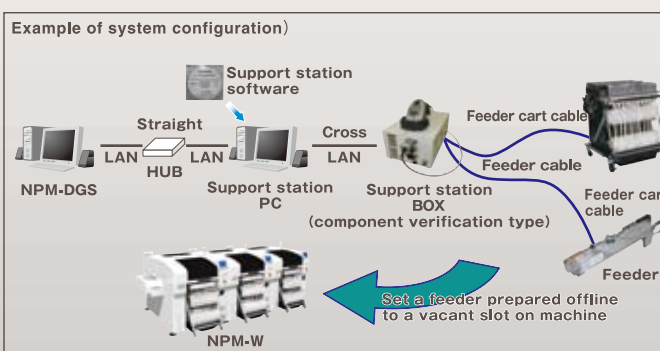 Example of system configuration)
Support station
software
Straight
LAN
HUB
LAN
Cross
LAN
Feeder cart cable
Feeder cable
NPM-DGS
Support station
PC
Support station
BOX
(component verification type)
Feeder
cable
Feeder
Set a feeder prepared offline
to a vacant slot on machine
NPM-W